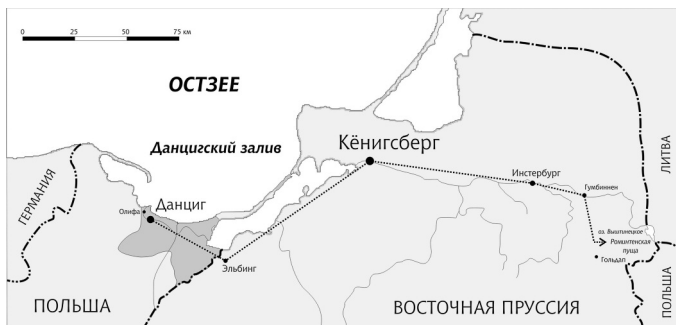 0 25 50 75 км
ОСТЗЕЕ
Данцигский залив
Кёнигсберг
ЛИТВА
ГЕРМАНИЯ
Инстербург
Гумбиннен
Олифа
Данциг
оз. Выштинецкое
Роминтенская
пуща
Гольдап
Эльбинг
ПОЛЬША
ВОСТОЧНАЯ ПРУССИЯ
ПОЛЬША